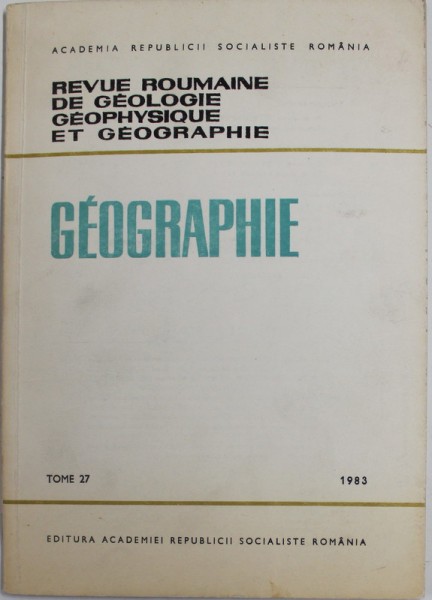 ACADEMIA REPUBLICII SOCIALISTE ROMÂNIA
REVUE ROUMAINE
DE GÉOLOGIE
GÉOPHYSIQUE
ET GÉOGRAPHIE
GÉOGRAPHIE
TOME 27 1983
EDITURA ACADEMIEI REPUBLICII SOCIALISTE ROMÂNIA